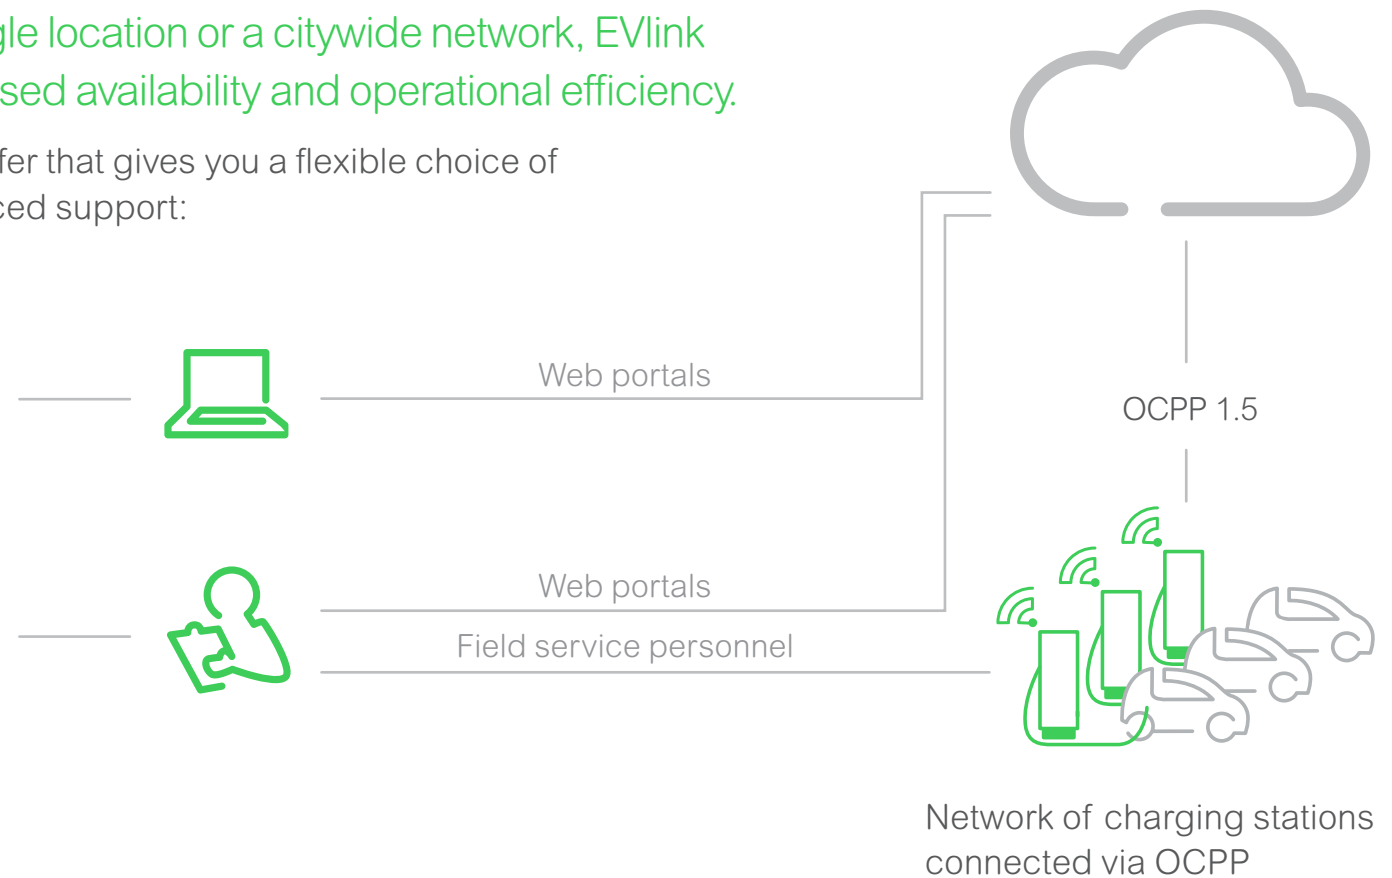 gle location or a citywide network, EVlink
sed availability and operational efficiency.
fer that gives you a flexible choice of
ced support:
Web portals
OCPP 1.5
Web portals
Field service personnel
Network of charging stations
connected via OCPP